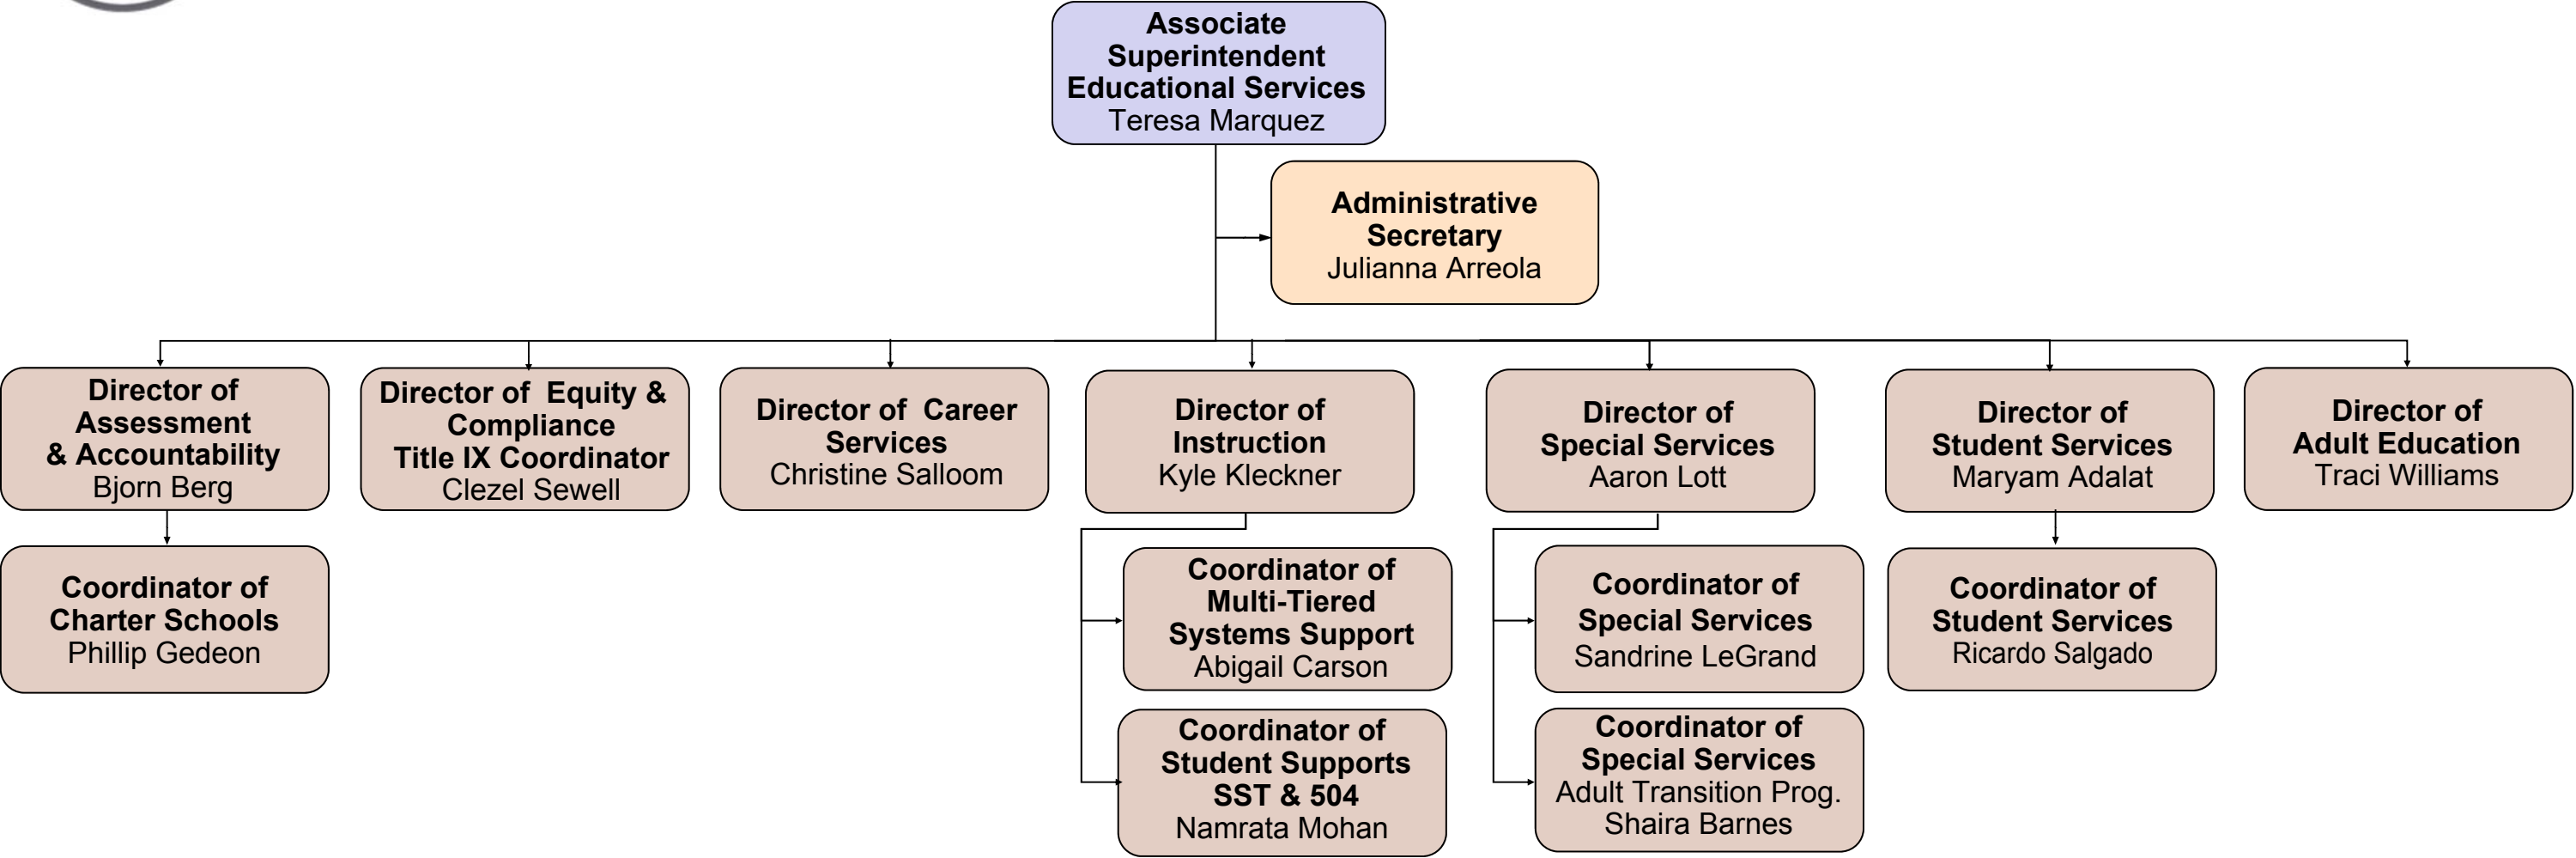 Associate
Superintendent
Educational Services
Teresa Marquez
Administrative
Secretary
Julianna Arreola
Director of
Assessment
& Accountability
Bjorn Berg
Director of  Equity &
Compliance
Title IX Coordinator
Clezel Sewell
Director of  Career
Services
Christine Salloom
Director of
Instruction
Kyle Kleckner
Director of
Special Services
Aaron Lott
Director of
Student Services
Maryam Adalat
Director of
Adult Education
Traci Williams
Coordinator of
Charter Schools
Phillip Gedeon
Coordinator of
Multi-Tiered
Systems Support
Abigail Carson
Coordinator of
Special Services
Sandrine LeGrand
Coordinator of
Student Services
Ricardo Salgado
Coordinator of
Student Supports
SST & 504
Namrata Mohan
Coordinator of
Special Services
Adult Transition Prog.
Shaira Barnes